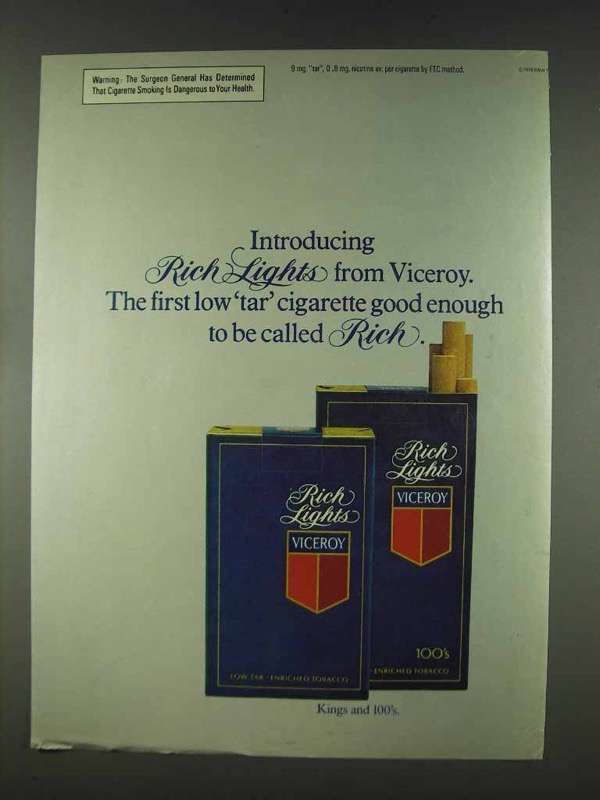 Warning: The Surgeon General Has Determined
That Cigarette Smoking Is Dangerous to Your Health.
9 mg. "tar", 0.8 mg. nicotine av. per cigarette by FTC method.
Introducing
Rich Lights from Viceroy.
The first low 'tar' cigarette good enough
to be called Rich.
Rich
Lights
VICEROY
LOW TAR · ENRICHED TOBACCO
Rich
Lights
VICEROY
100's
ENRICHED TOBACCO
Kings and 100's.